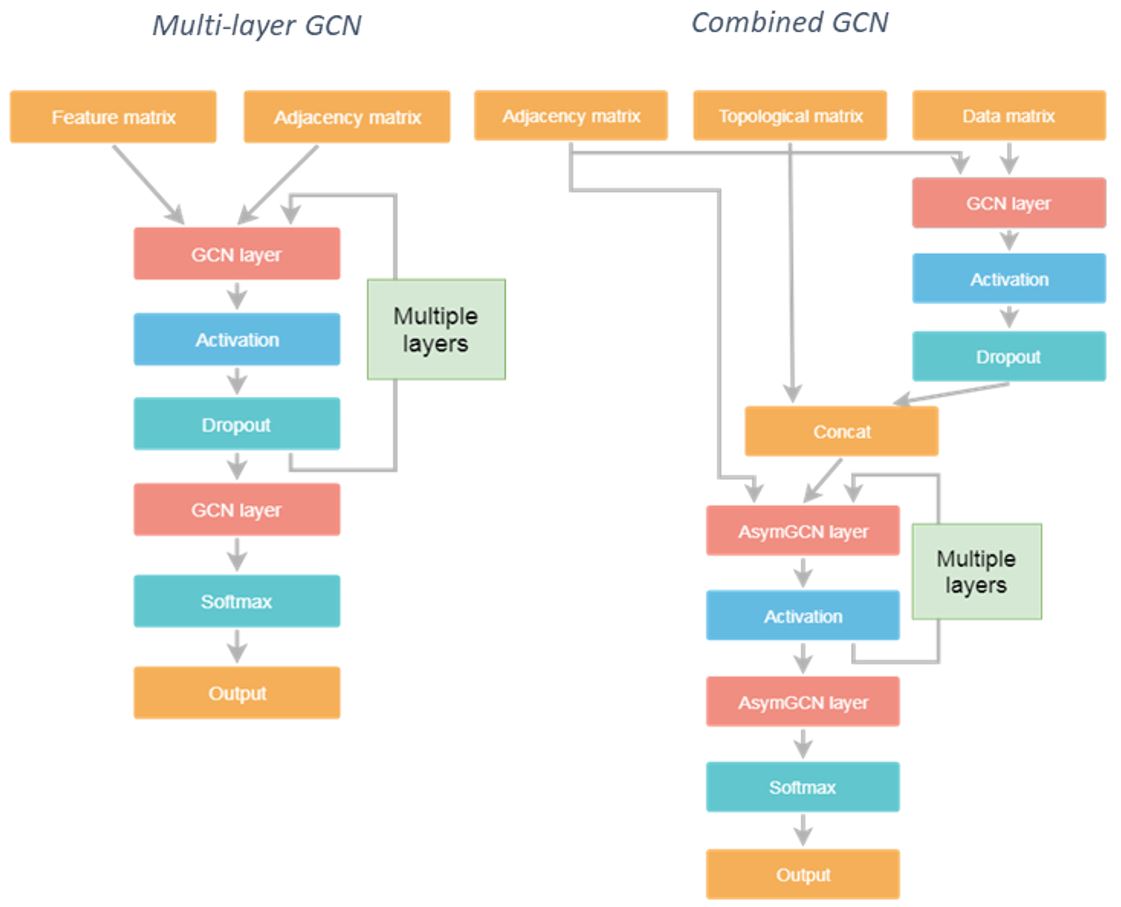 Multi-layer GCN
Feature matrix
Adjacency matrix
GCN layer
Activation
Multiple
layers
Dropout
GCN layer
Softmax
Output
Combined GCN
Adjacency matrix
Topological matrix
Data matrix
GCN layer
Activation
Dropout
Concat
AsymGCN layer
Multiple
layers
Activation
AsymGCN layer
Softmax
Output